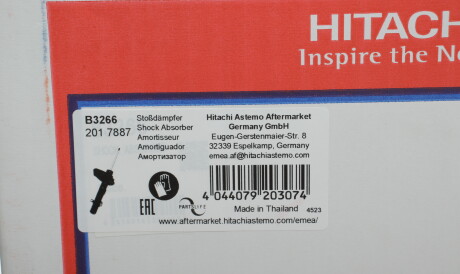 HITACH
Inspire the Ne
B3266
201 7887
Stoßdämpfer
Shock Absorber
Amortisseur
Amortiguador
Амортизатор
Hitachi Astemo Aftermarket
Germany GmbH
Eugen-Gerstenmaier-Str. 8
32339 Espelkamp, Germany
emea.af@hitachiastemo.com
4 044079 203074
EAC
PARTSLIFE
Made in Thailand 4523
www.aftermarket.hitachiastemo.com/emea/